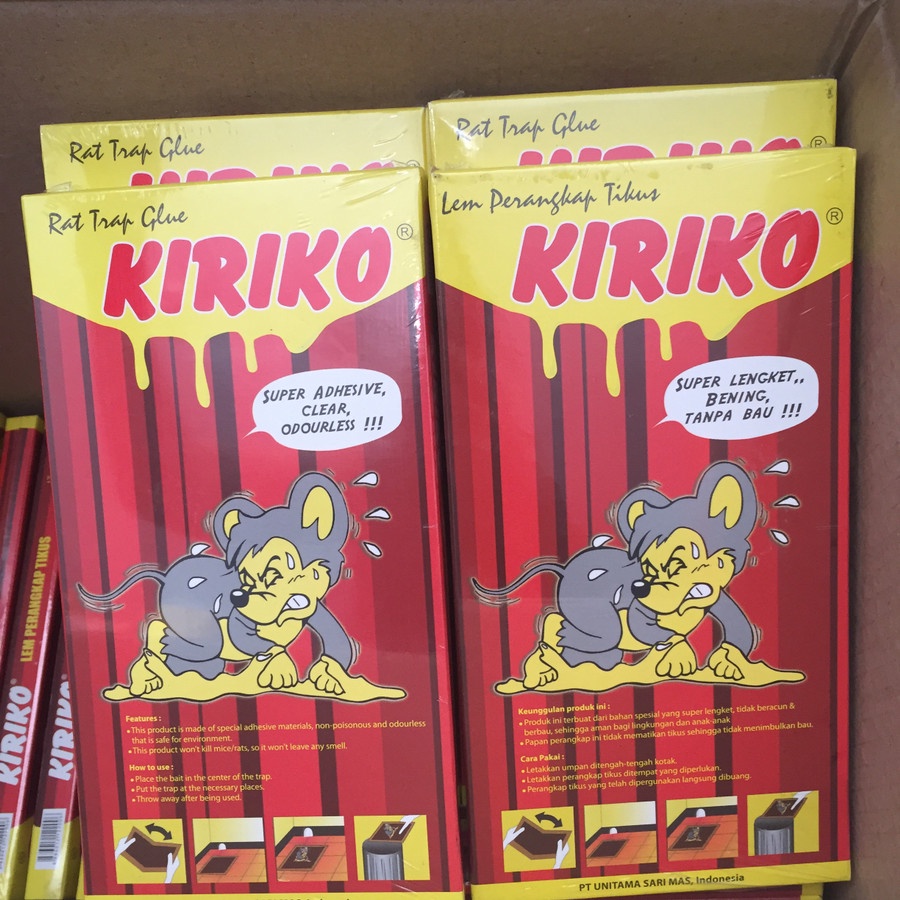 Rat Trap Glue
KIRIKO
®
Rat Trap Glue
KIRIKO
®
Rat Trap Glue
KIRIKO ®
SUPER ADHESIVE,
CLEAR,
ODOURLESS !!!
Features :
• This product is made of special adhesive materials, non-poisonous and odourless
that is safe for environment.
• This product won't kill mice/rats, so it won't leave any smell.
How to use :
• Place the bait in the center of the trap.
• Put the trap at the necessary places.
• Throw away after being used.
Lem Perangkap Tikus
KIRIKO ®
SUPER LENGKET,,
BENING,
TANPA BAU !!!
Keunggulan produk ini :
• Produk ini terbuat dari bahan spesial yang super lengket, tidak beracun &
berbau, sehingga aman bagi lingkungan dan anak-anak
• Papan perangkap ini tidak mematikan tikus sehingga tidak menimbulkan bau.
Cara Pakai :
• Letakkan umpan ditengah-tengah kotak.
• Letakkan perangkap tikus ditempat yang diperlukan.
• Perangkap tikus yang telah dipergunakan langsung dibuang.
PT UNITAMA SARI MAS, Indonesia
KIRIKO
KIRIKO® LEM PERANGKAP TIKUS